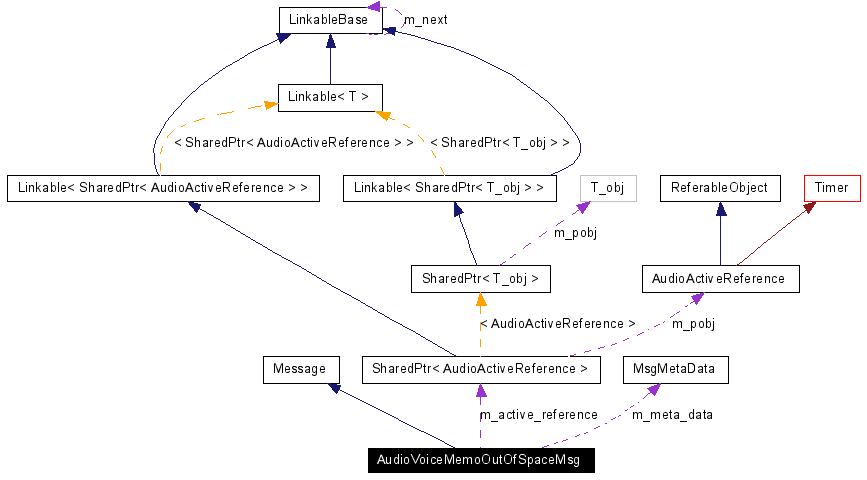 LinkableBase
m_next
Linkable< T >
< SharedPtr< AudioActiveReference > >
< SharedPtr< T_obj > >
Linkable< SharedPtr< AudioActiveReference > >
Linkable< SharedPtr< T_obj > >
T_obj
ReferableObject
Timer
m_pobj
SharedPtr< T_obj >
AudioActiveReference
< AudioActiveReference >
m_pobj
Message
SharedPtr< AudioActiveReference >
MsgMetaData
m_active_reference
m_meta_data
AudioVoiceMemoOutOfSpaceMsg